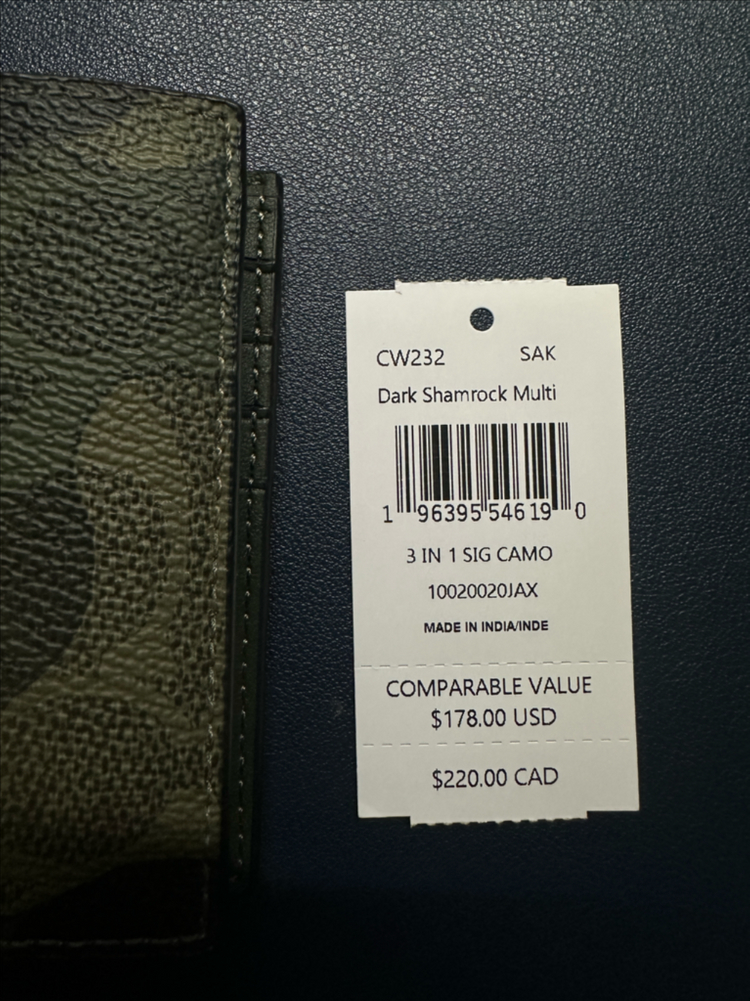 CW232 SAK
Dark Shamrock Multi
1 96395 54619 0
3 IN 1 SIG CAMO
10020020JAX
MADE IN INDIA/INDE
COMPARABLE VALUE
$178.00 USD
$220.00 CAD